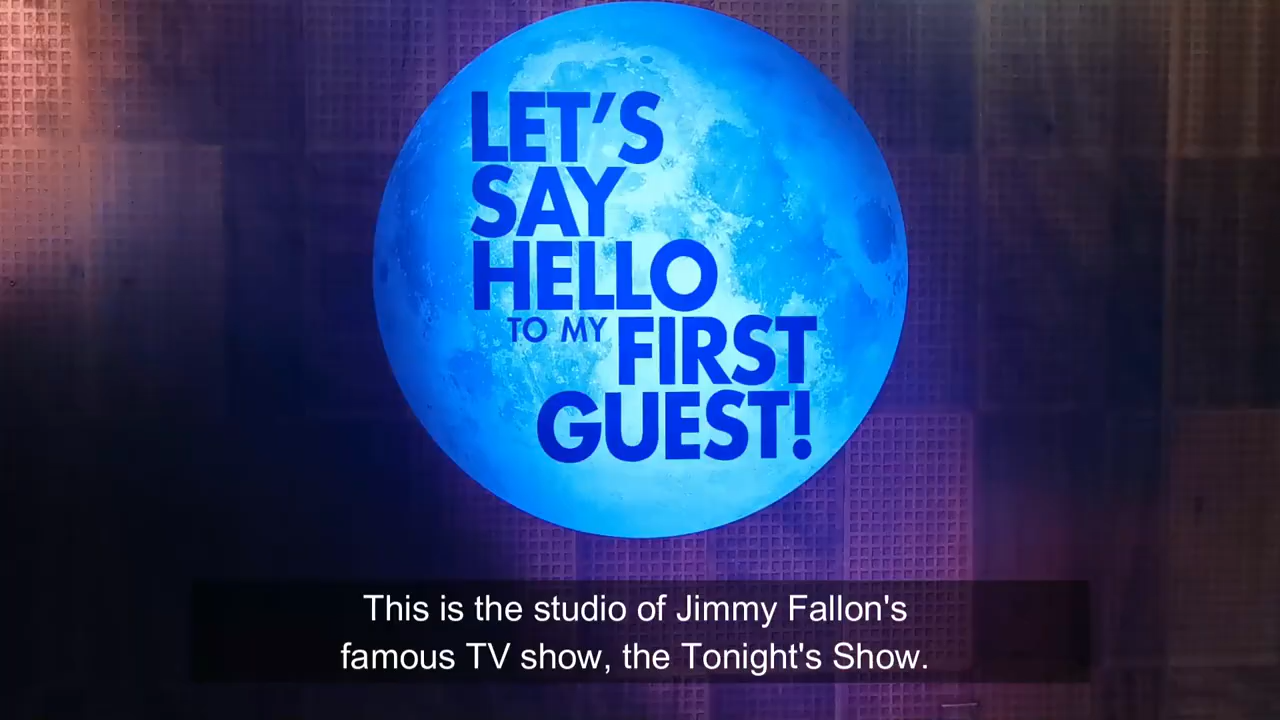 LET'S
SAY
HELLO
TO MY FIRST
GUEST!
This is the studio of Jimmy Fallon's
famous TV show, the Tonight's Show.